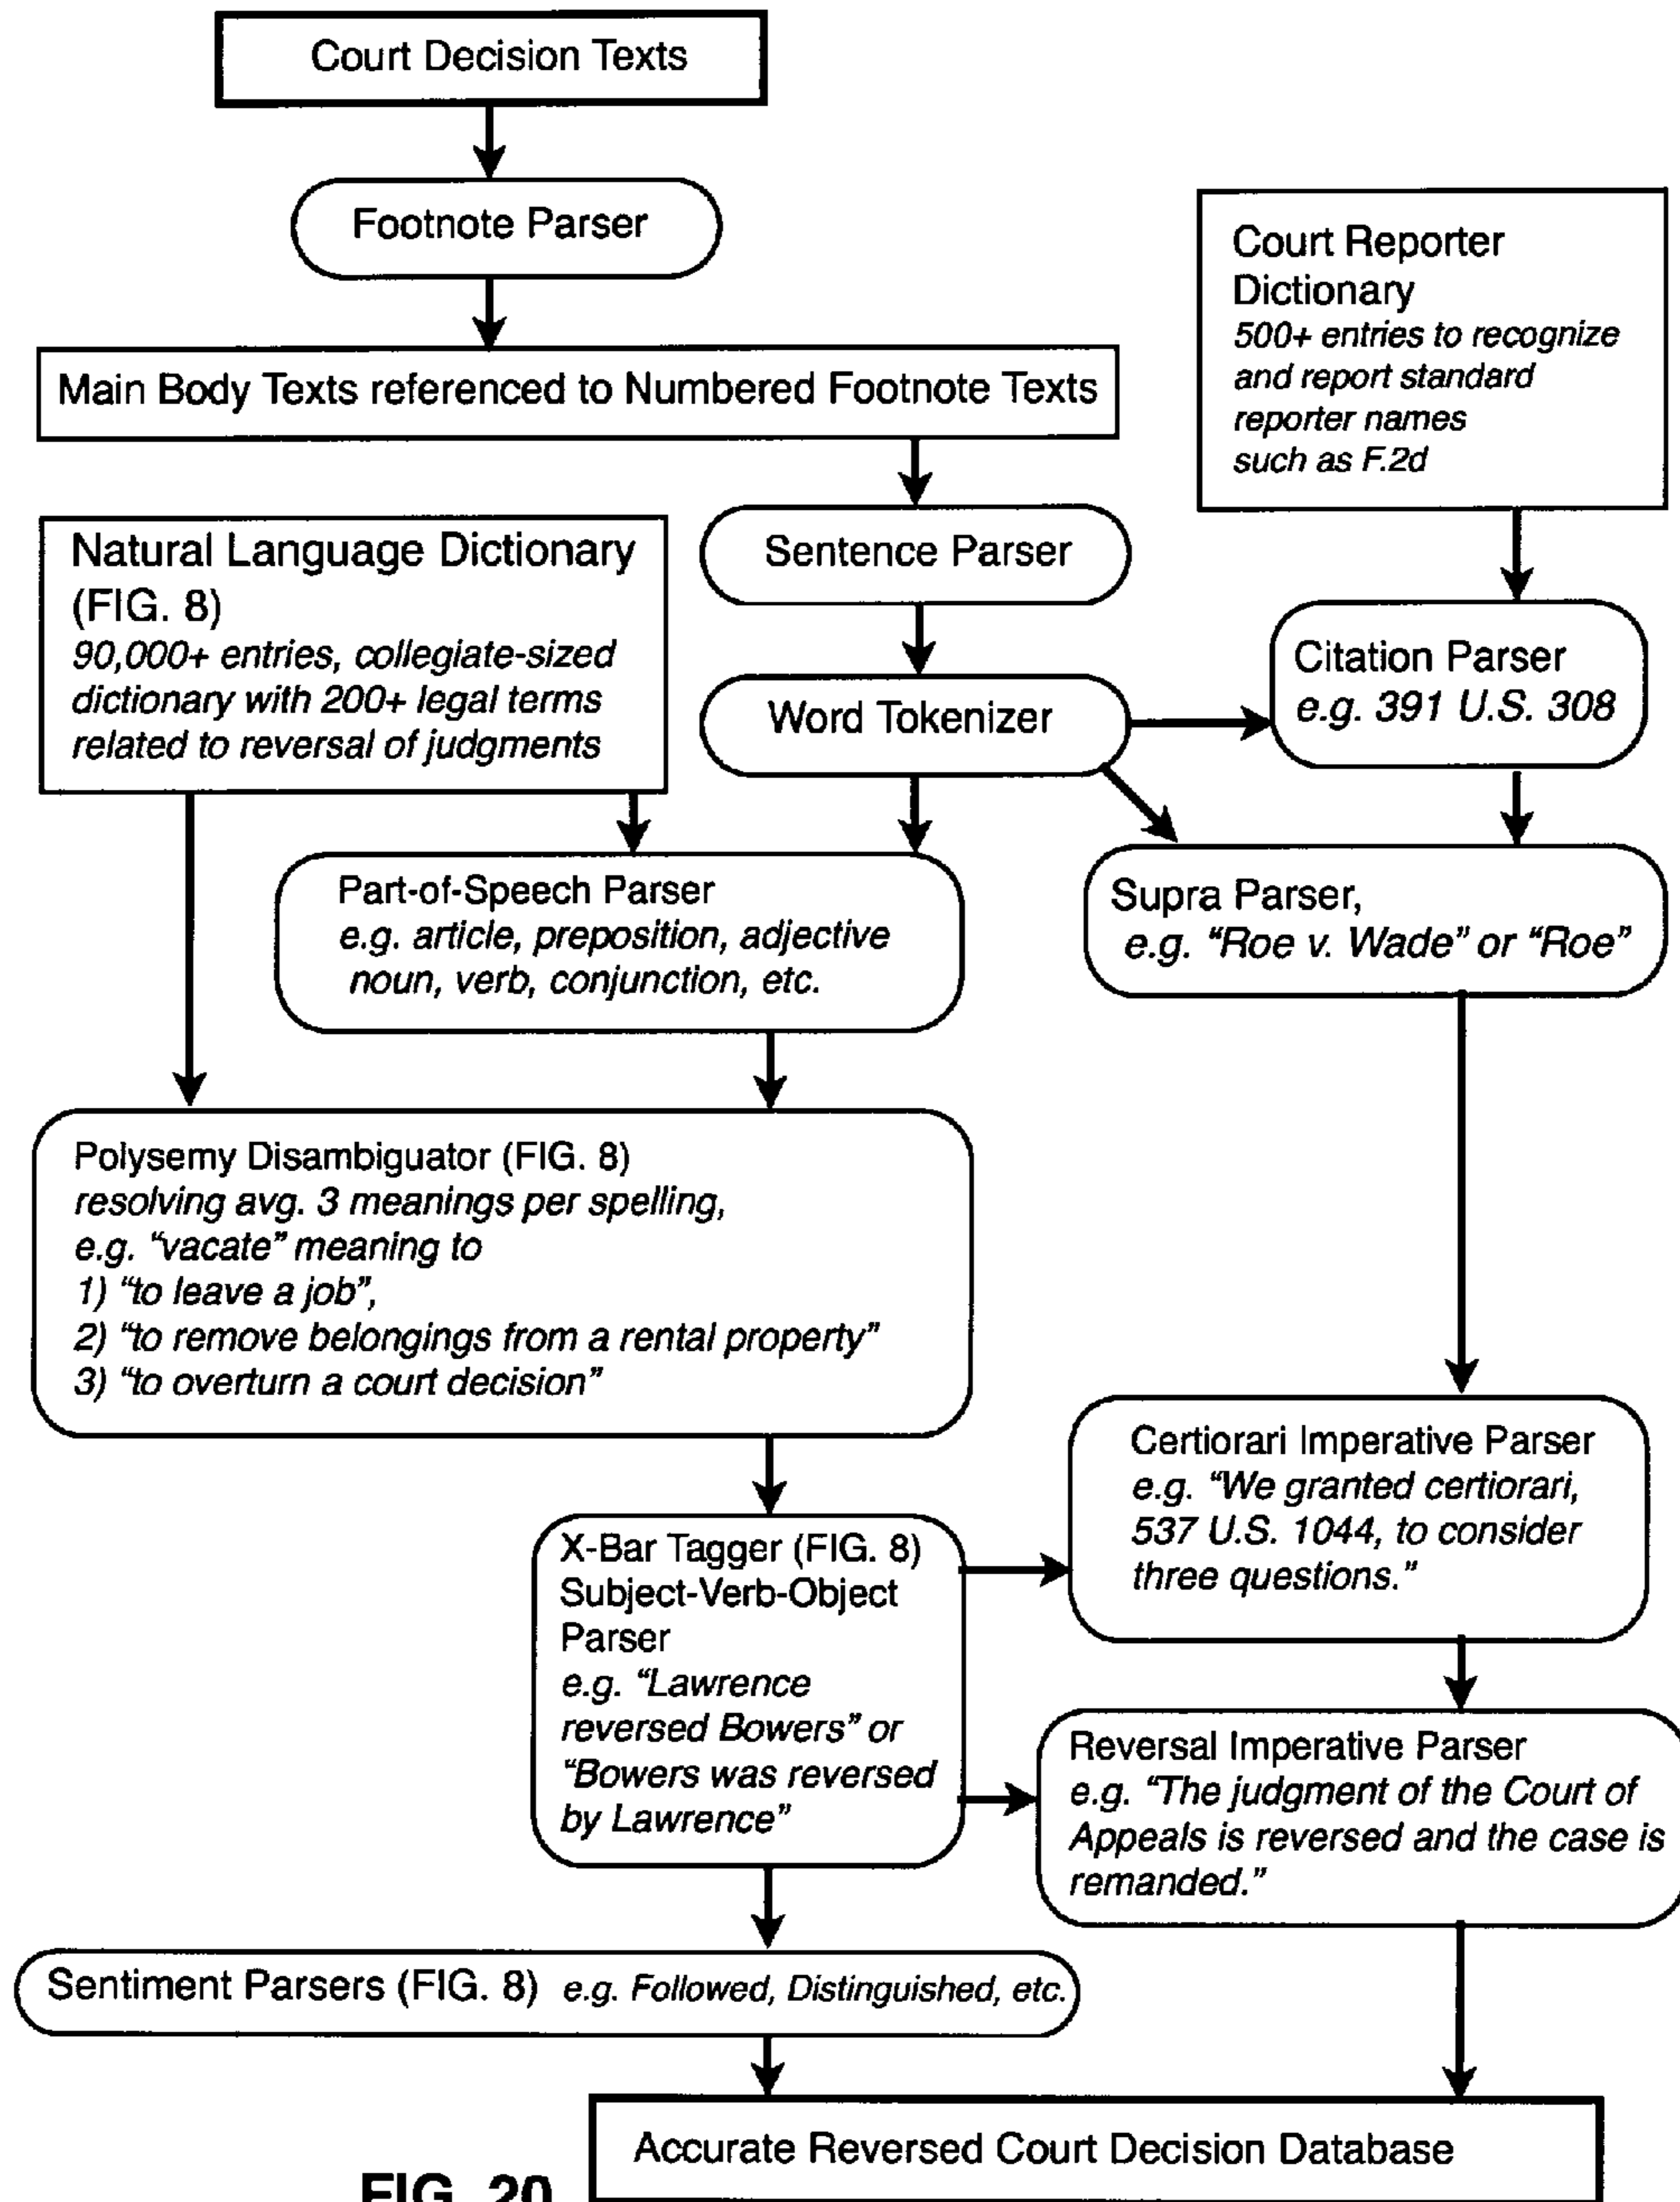 Court Decision Texts
Footnote Parser
Main Body Texts referenced to Numbered Footnote Texts
Court Reporter
Dictionary
500+ entries to recognize
and report standard
reporter names
such as F.2d
Natural Language Dictionary
(FIG. 8)
90,000+ entries, collegiate-sized
dictionary with 200+ legal terms
related to reversal of judgments
Sentence Parser
Word Tokenizer
Citation Parser
e.g. 391 U.S. 308
Part-of-Speech Parser
e.g. article, preposition, adjective
noun, verb, conjunction, etc.
Supra Parser,
e.g. “Roe v. Wade” or “Roe”
Polysemy Disambiguator (FIG. 8)
resolving avg. 3 meanings per spelling,
e.g. “vacate” meaning to
1) “to leave a job”,
2) “to remove belongings from a rental property”
3) “to overturn a court decision”
Certiorari Imperative Parser
e.g. “We granted certiorari,
537 U.S. 1044, to consider
three questions.”
X-Bar Tagger (FIG. 8)
Subject-Verb-Object
Parser
e.g. “Lawrence
reversed Bowers” or
“Bowers was reversed
by Lawrence”
Reversal Imperative Parser
e.g. “The judgment of the Court of
Appeals is reversed and the case is
remanded.”
Sentiment Parsers (FIG. 8) e.g. Followed, Distinguished, etc.
Accurate Reversed Court Decision Database
FIG. 20